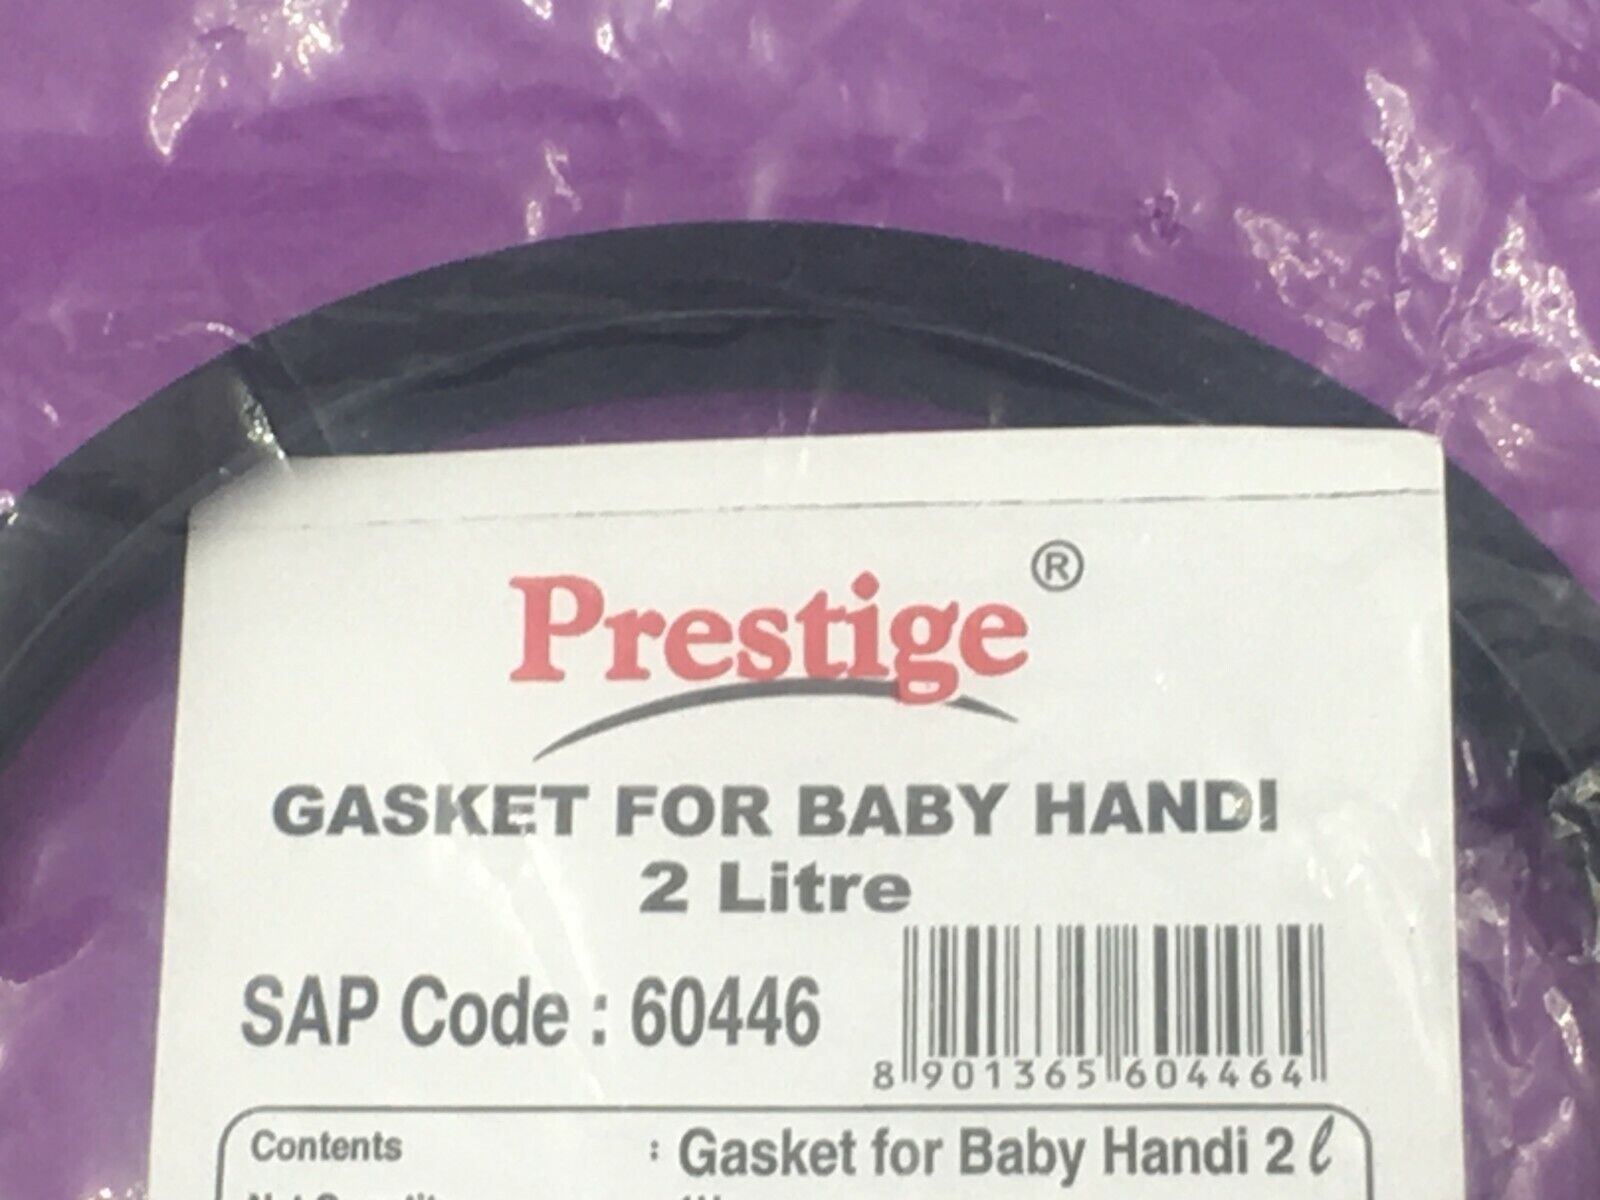 Prestige ®
GASKET FOR BABY HANDI
2 Litre
SAP Code : 60446
8 901365 604464
Contents : Gasket for Baby Handi 2 ℓ